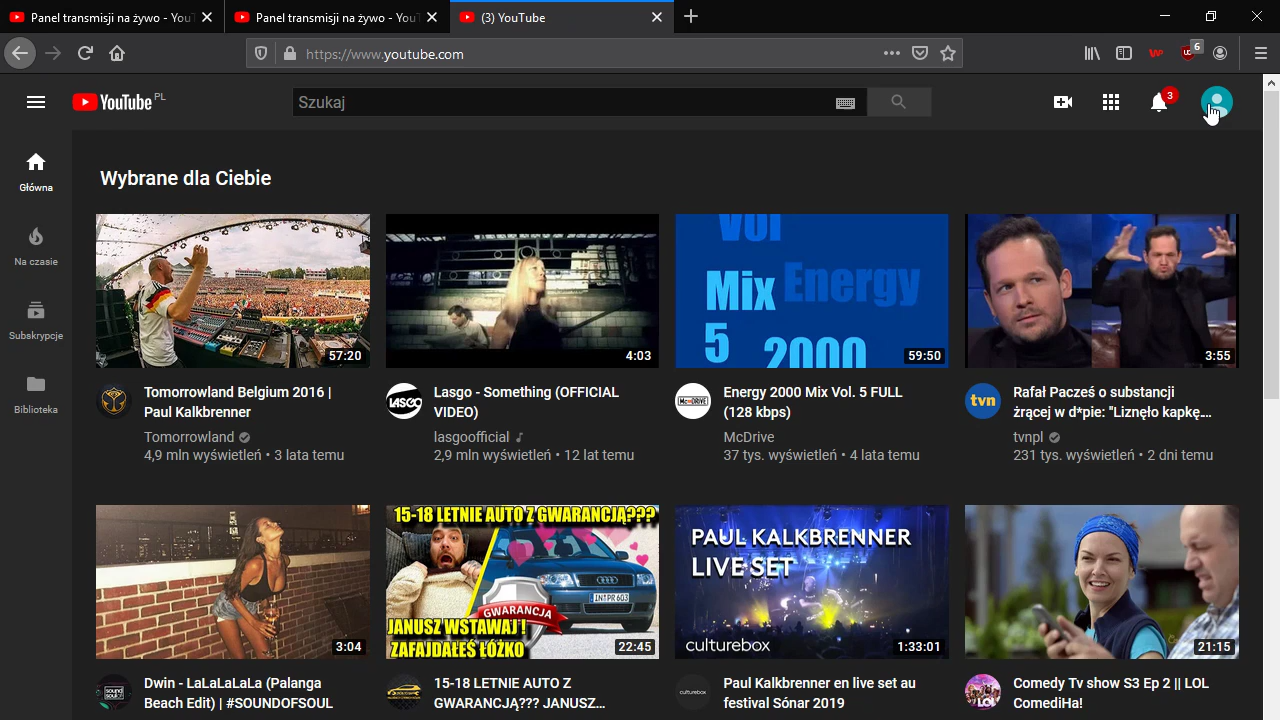 Panel transmisji na żywo - YouT
Panel transmisji na żywo - YouT
(3) YouTube
https://www.youtube.com
6
YouTube PL
Szukaj
3
Główna
Na czasie
Subskrypcje
Biblioteka
Wybrane dla Ciebie
57:20
Tomorrowland Belgium 2016 |
Paul Kalkbrenner
Tomorrowland
4,9 mln wyświetleń • 3 lata temu
4:03
LASGO
Lasgo - Something (OFFICIAL
VIDEO)
lasgoofficial
2,9 mln wyświetleń • 12 lat temu
Vol
Mix Energy
5 2000
59:50
McDRIVE
Energy 2000 Mix Vol. 5 FULL
(128 kbps)
McDrive
37 tys. wyświetleń • 4 lata temu
3:55
tvn
Rafał Pacześ o substancji
żrącej w d*pie: "Liznęło kapkę...
tvnpl
231 tys. wyświetleń • 2 dni temu
3:04
Dwin - LaLaLaLaLa (Palanga
Beach Edit) | #SOUNDOFSOUL
15-18 LETNIE AUTO Z GWARANCJĄ???
GWARANCJA
JANUSZ WSTAWAJ!
ZAFAJDAŁEŚ ŁÓŻKO
22:45
15-18 LETNIE AUTO Z
GWARANCJĄ??? JANUSZ...
PAUL KALKBRENNER
LIVE SET
culturebox
1:33:01
culturebox
Paul Kalkbrenner en live set au
festival Sónar 2019
21:15
LOL
Comedy Tv show S3 Ep 2 || LOL
ComediHa!